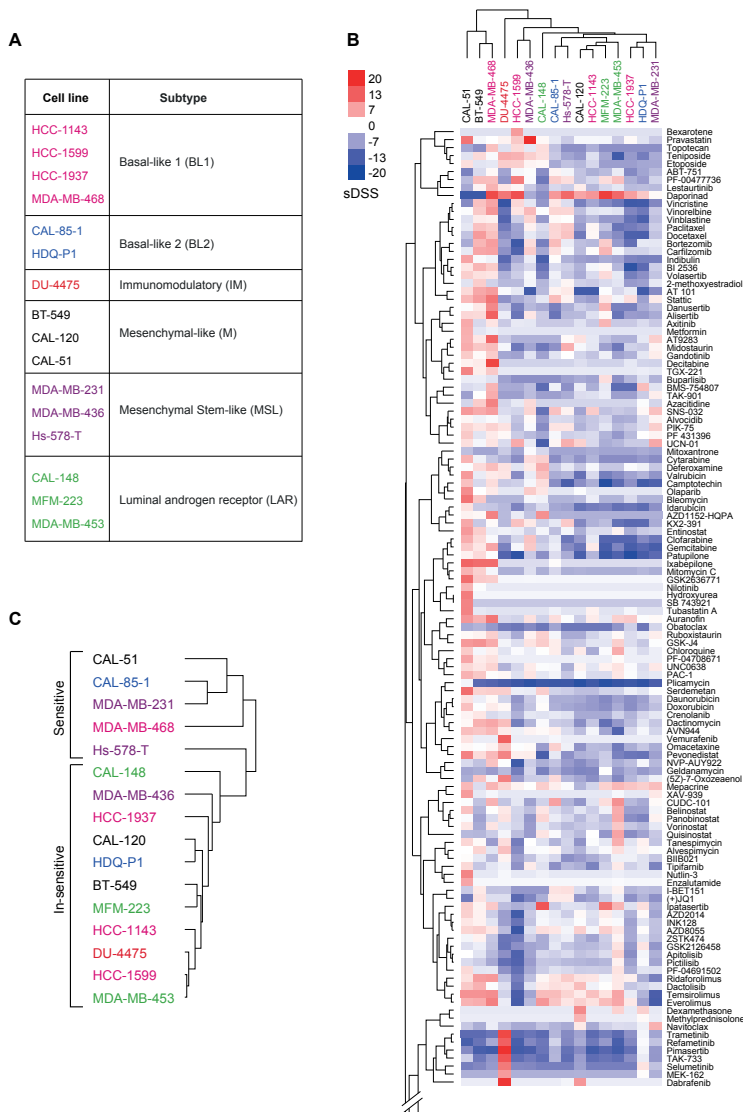 A
Cell line Subtype
HCC-1143
HCC-1599
HCC-1937
MDA-MB-468
Basal-like 1 (BL1)
CAL-85-1
HDQ-P1
Basal-like 2 (BL2)
DU-4475
Immunomodulatory (IM)
BT-549
CAL-120
CAL-51
Mesenchymal-like (M)
MDA-MB-231
MDA-MB-436
Hs-578-T
Mesenchymal Stem-like (MSL)
CAL-148
MFM-223
MDA-MB-453
Luminal androgen receptor (LAR)
B
20
13
7
0
-7
-13
-20
sDSS
CAL-51
BT-549
MDA-MB-468
DU-4475
HCC-1599
MDA-MB-436
CAL-148
CAL-85-1
Hs-578-T
CAL-120
HCC-1143
MFM-223
MDA-MB-453
HCC-1937
HDQ-P1
MDA-MB-231
Bexarotene
Pravastatin
Topotecan
Teniposide
Etoposide
ABT-751
PF-00477736
Lestaurtinib
Daporinad
Vincristine
Vinorelbine
Vinblastine
Paclitaxel
Docetaxel
Bortezomib
Carfilzomib
Indibulin
BI 2536
Volasertib
2-methoxyestradiol
AT 101
Stattic
Danusertib
Alisertib
Axitinib
Metformin
AT9283
Midostaurin
Gandotinib
Decitabine
TGX-221
Buparlisib
BMS-754807
TAK-901
Azacitidine
SNS-032
Alvocidib
PIK-75
PF 431396
UCN-01
Mitoxantrone
Cytarabine
Deferoxamine
Valrubicin
Camptotechin
Olaparib
Bleomycin
Idarubicin
AZD1152-HQPA
KX2-391
Entinostat
Clofarabine
Gemcitabine
Patupilone
Ixabepilone
Mitomycin C
GSK2636771
Nilotinib
Hydroxyurea
SB 743921
Tubastatin A
Auranofin
Obatoclax
Ruboxistaurin
GSK-J4
Chloroquine
PF-04708671
UNC0638
PAC-1
Plicamycin
Serdemetan
Daunorubicin
Doxorubicin
Crenolanib
Dactinomycin
AVN944
Vemurafenib
Omacetaxine
Pevonedistat
NVP-AUY922
Geldanamycin
(5Z)-7-Oxozeaenol
Mepacrine
XAV-939
CUDC-101
Belinostat
Panobinostat
Vorinostat
Quisinostat
Tanespimycin
Alvespimycin
BIIB021
Tipifarnib
Nutlin-3
Enzalutamide
I-BET151
(+)JQ1
Ipatasertib
AZD2014
INK128
AZD8055
ZSTK474
GSK2126458
Apitolisib
Pictilisib
PF-04691502
Ridaforolimus
Dactolisib
Temsirolimus
Everolimus
Dexamethasone
Methylprednisolone
Navitoclax
Trametinib
Refametinib
Pimasertib
TAK-733
Selumetinib
MEK-162
Dabrafenib
C
Sensitive
CAL-51
CAL-85-1
MDA-MB-231
MDA-MB-468
Hs-578-T
In-sensitive
CAL-148
MDA-MB-436
HCC-1937
CAL-120
HDQ-P1
BT-549
MFM-223
HCC-1143
DU-4475
HCC-1599
MDA-MB-453